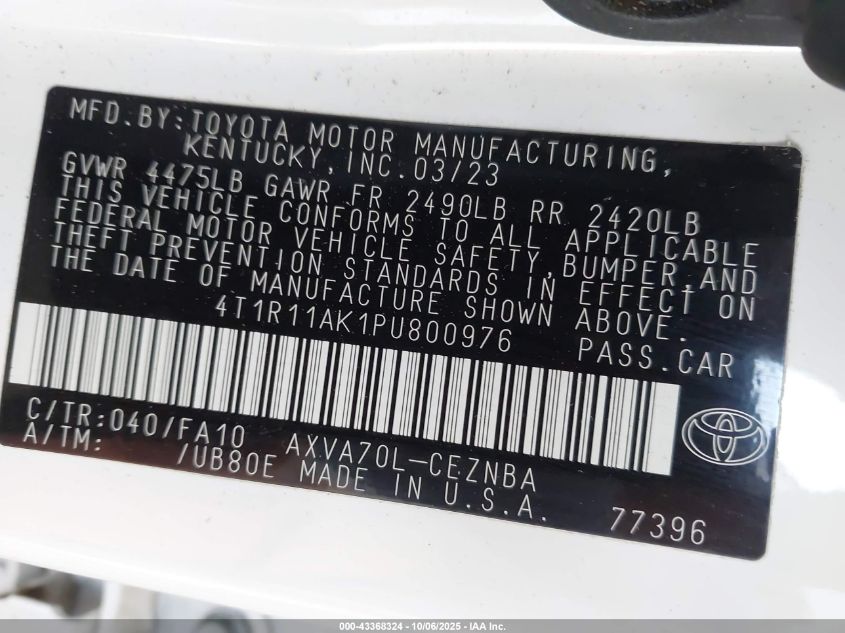 MFD.BY:TOYOTA MOTOR MANUFACTURING,
KENTUCKY,INC.03/23
GVWR 4475LB GAWR FR 2490LB RR 2420LB
THIS VEHICLE CONFORMS TO ALL APPLICABLE
FEDERAL MOTOR VEHICLE SAFETY,BUMPER,AND
THEFT PREVENTION STANDARDS IN EFFECT ON
THE DATE OF MANUFACTURE SHOWN ABOVE.
4T1R11AK1PU800976 PASS.CAR
C/TR:040/FA10 AXVA70L-CEZNBA
A/TM: /UB80E MADE IN U.S.A.
77396
000-43368324 - 10/06/2025 - IAA Inc.